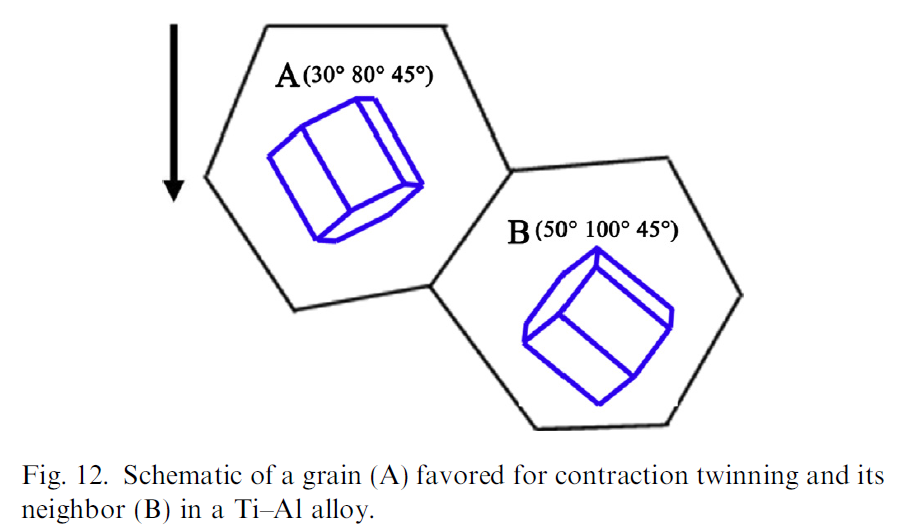 A (30° 80° 45°)
B (50° 100° 45°)
Fig. 12. Schematic of a grain (A) favored for contraction twinning and its
neighbor (B) in a Ti–Al alloy.